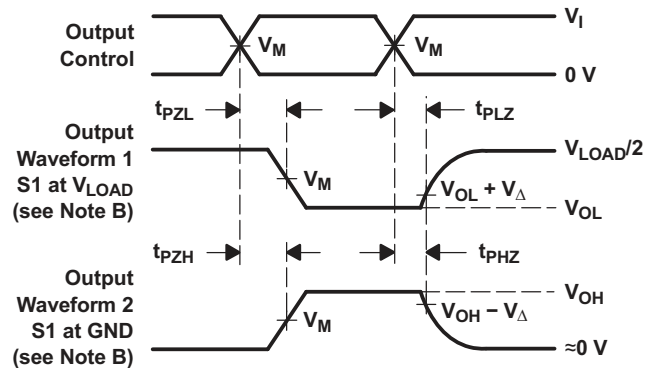 Output
Control
V_M
V_M
V_I
0 V
t_PZL
t_PLZ
Output
Waveform 1
S1 at V_LOAD
(see Note B)
V_M
V_LOAD/2
V_OL + V_Δ
V_OL
t_PZH
t_PHZ
Output
Waveform 2
S1 at GND
(see Note B)
V_M
V_OH
V_OH − V_Δ
≈0 V